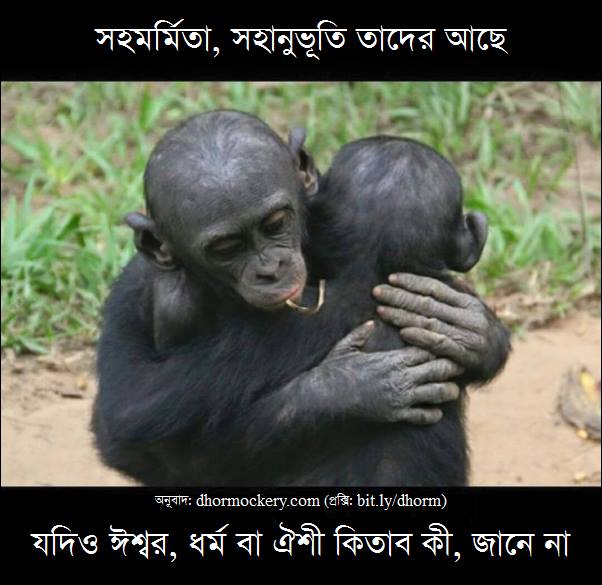 সহমর্মিতা, সহানুভূতি তাদের আছে
অনুবাদ: dhormockery.com (প্রক্সি: bit.ly/dhorm)
যদিও ঈশ্বর, ধর্ম বা ঐশী কিতাব কী, জানে না